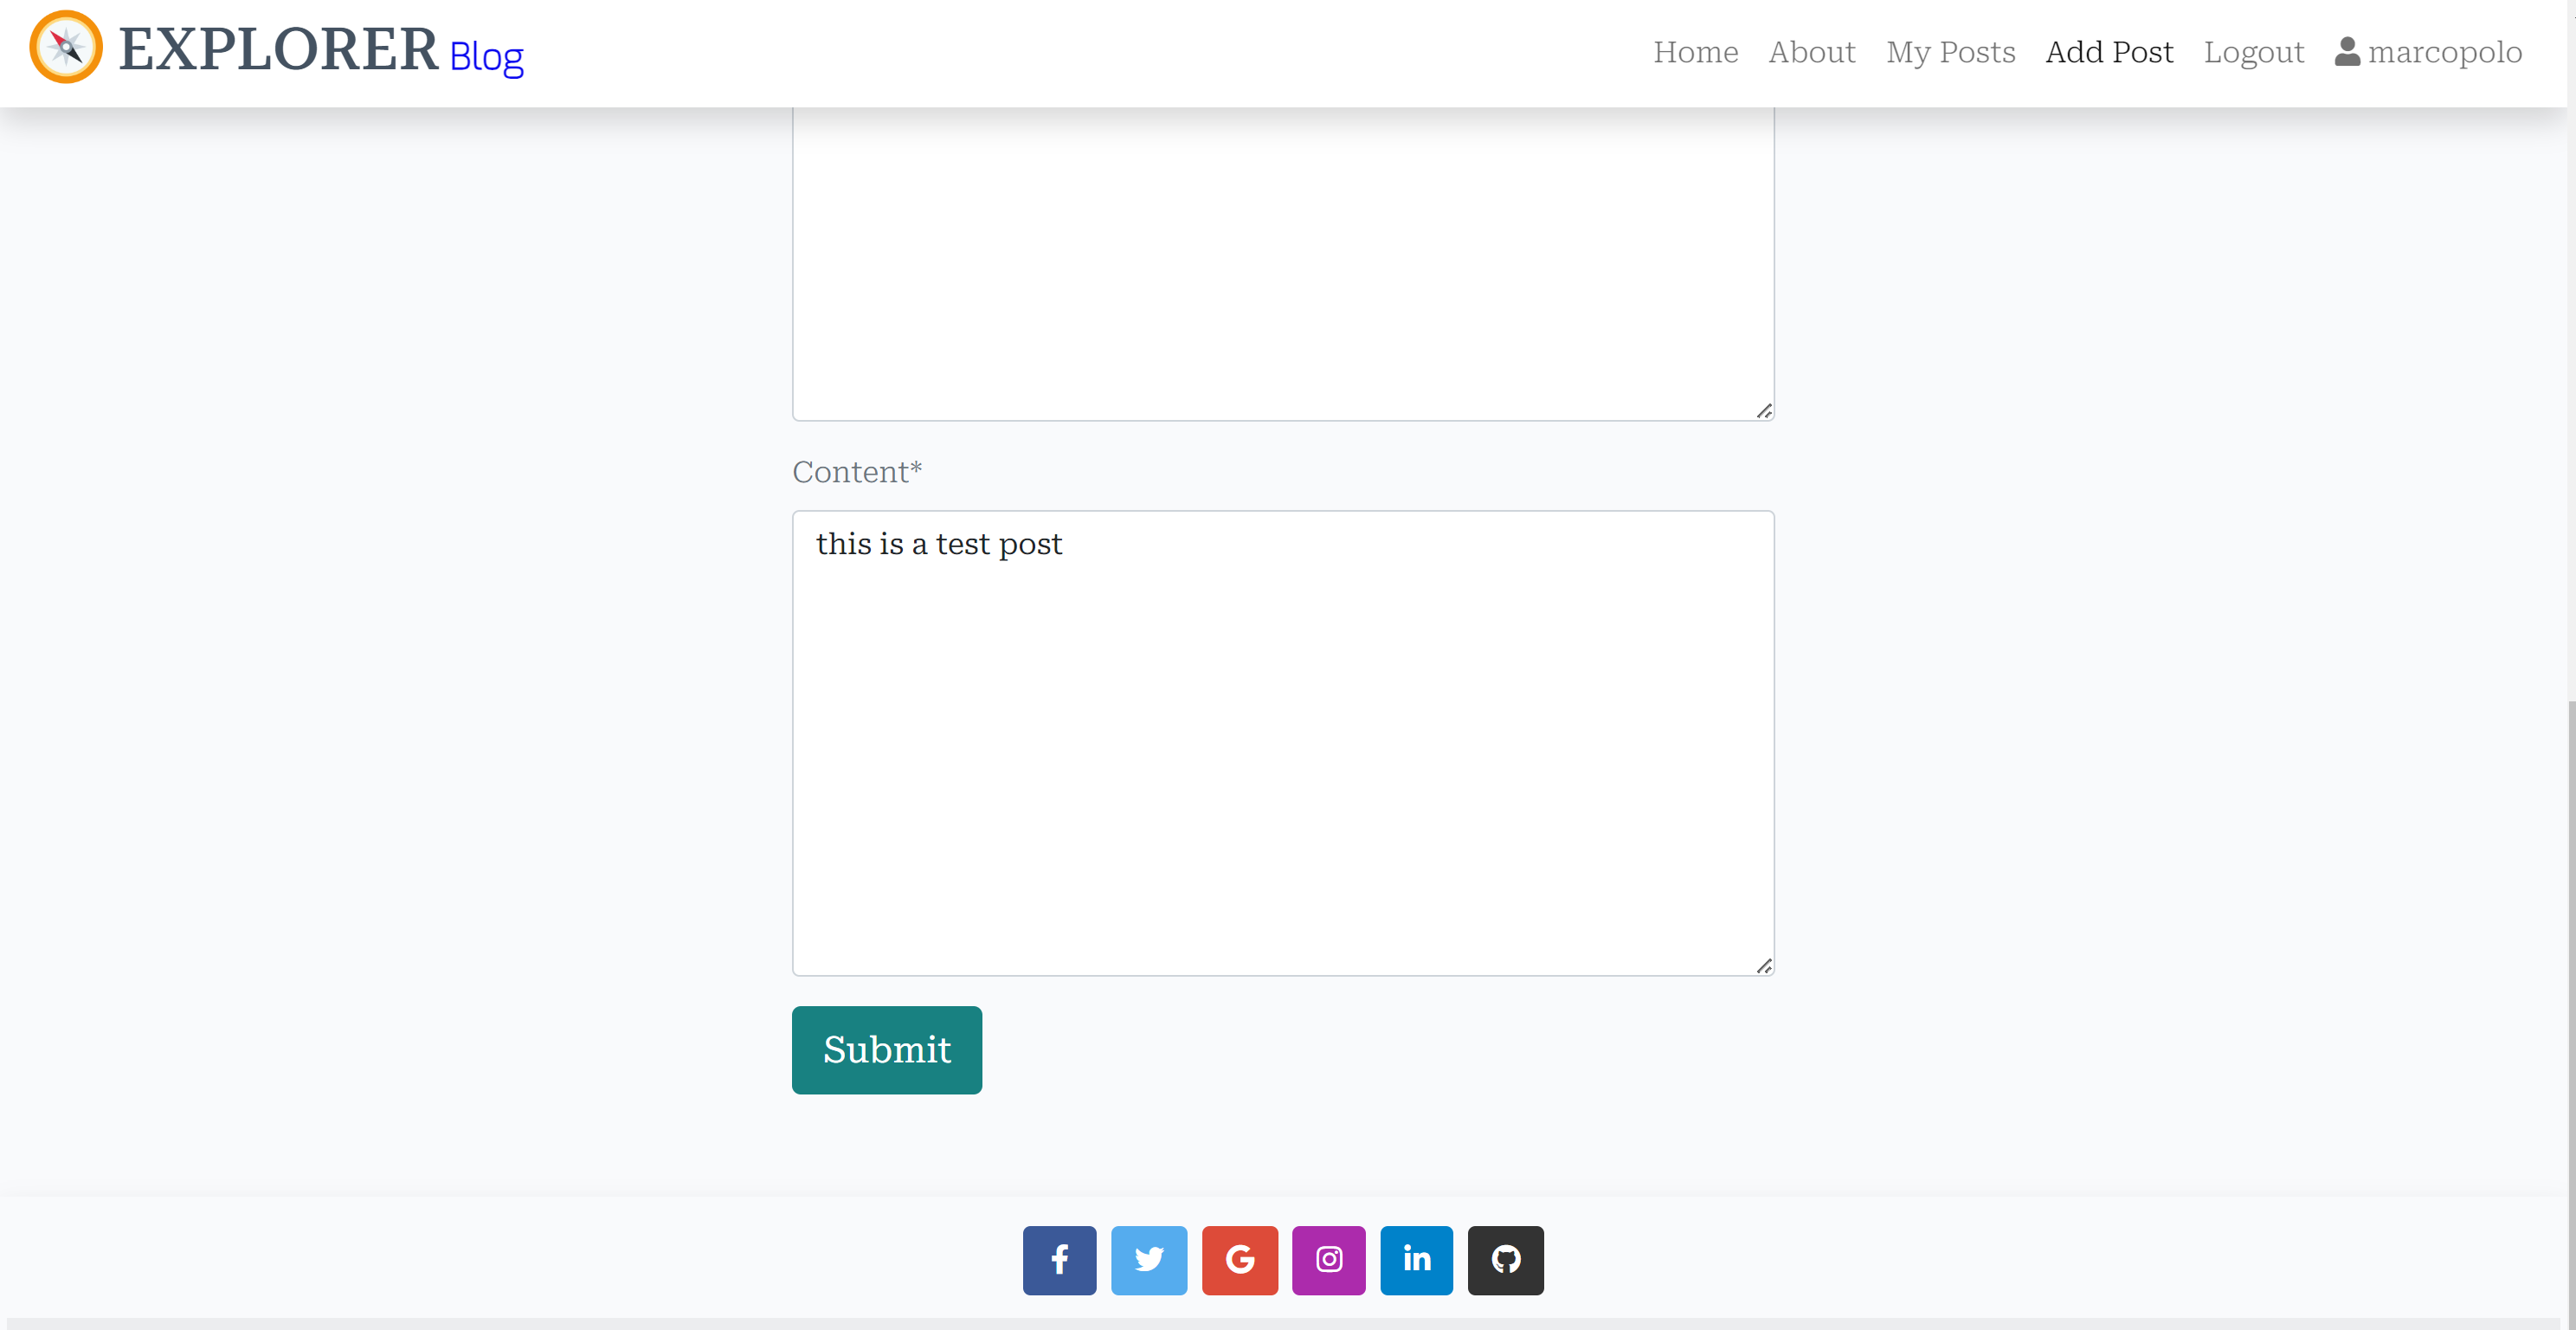 EXPLORER Blog
Home About My Posts Add Post Logout marcopolo
Content*
this is a test post
Submit